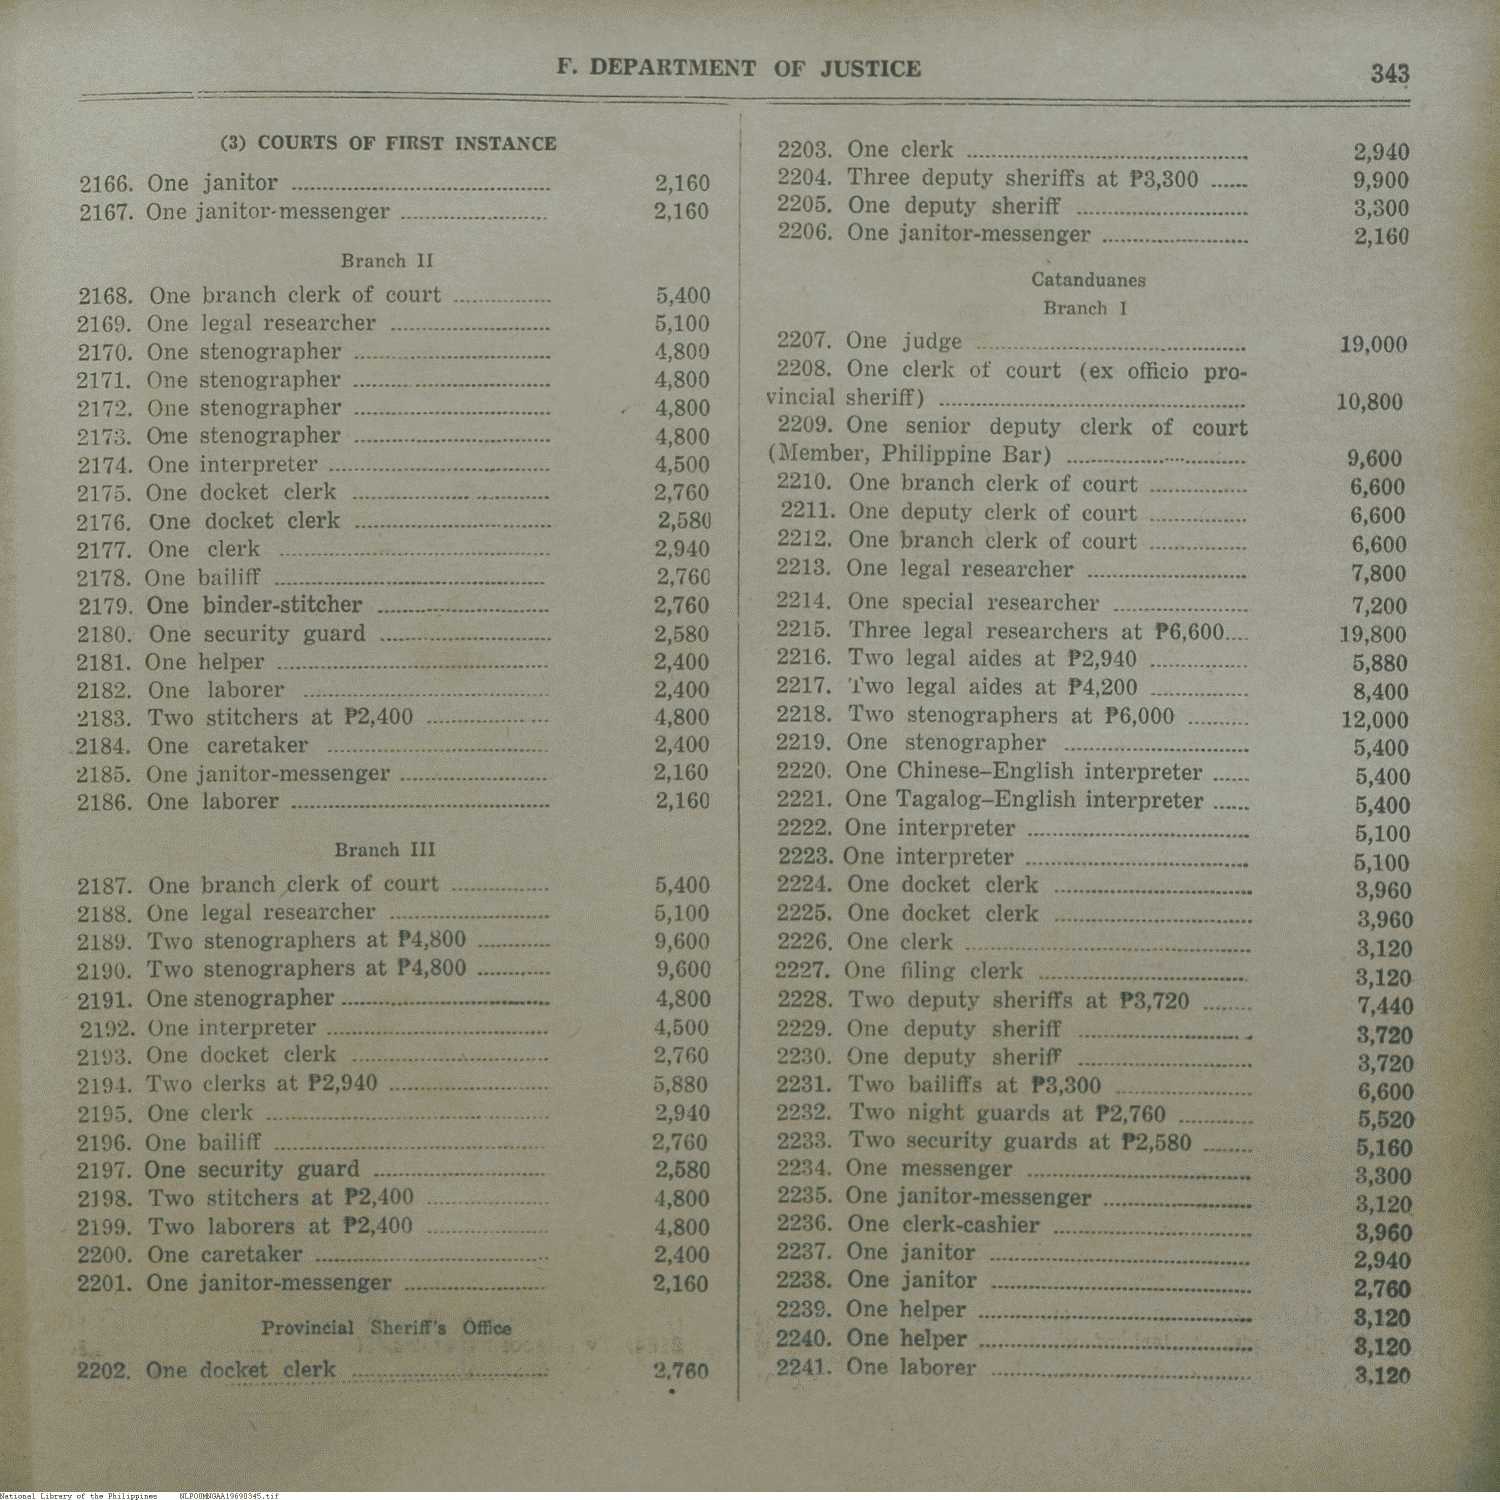 F. DEPARTMENT OF JUSTICE
343
(3) COURTS OF FIRST INSTANCE
2166. One janitor ........ 2,160
2167. One janitor-messenger ........ 2,160
Branch II
2168. One branch clerk of court ........ 5,400
2169. One legal researcher ........ 5,100
2170. One stenographer ........ 4,800
2171. One stenographer ........ 4,800
2172. One stenographer ........ 4,800
2173. One stenographer ........ 4,800
2174. One interpreter ........ 4,500
2175. One docket clerk ........ 2,760
2176. One docket clerk ........ 2,580
2177. One clerk ........ 2,940
2178. One bailiff ........ 2,760
2179. One binder-stitcher ........ 2,760
2180. One security guard ........ 2,580
2181. One helper ........ 2,400
2182. One laborer ........ 2,400
2183. Two stitchers at ₱2,400 ........ 4,800
2184. One caretaker ........ 2,400
2185. One janitor-messenger ........ 2,160
2186. One laborer ........ 2,160
Branch III
2187. One branch clerk of court ........ 5,400
2188. One legal researcher ........ 5,100
2189. Two stenographers at ₱4,800 ........ 9,600
2190. Two stenographers at ₱4,800 ........ 9,600
2191. One stenographer ........ 4,800
2192. One interpreter ........ 4,500
2193. One docket clerk ........ 2,760
2194. Two clerks at ₱2,940 ........ 5,880
2195. One clerk ........ 2,940
2196. One bailiff ........ 2,760
2197. One security guard ........ 2,580
2198. Two stitchers at ₱2,400 ........ 4,800
2199. Two laborers at ₱2,400 ........ 4,800
2200. One caretaker ........ 2,400
2201. One janitor-messenger ........ 2,160
Provincial Sheriff's Office
2202. One docket clerk ........ 2,760
2203. One clerk ........ 2,940
2204. Three deputy sheriffs at ₱3,300 ...... 9,900
2205. One deputy sheriff ........ 3,300
2206. One janitor-messenger ........ 2,160
Catanduanes
Branch I
2207. One judge ........ 19,000
2208. One clerk of court (ex officio pro-
vincial sheriff) ........ 10,800
2209. One senior deputy clerk of court
(Member, Philippine Bar) ........ 9,600
2210. One branch clerk of court ........ 6,600
2211. One deputy clerk of court ........ 6,600
2212. One branch clerk of court ........ 6,600
2213. One legal researcher ........ 7,800
2214. One special researcher ........ 7,200
2215. Three legal researchers at ₱6,600.... 19,800
2216. Two legal aides at ₱2,940 ........ 5,880
2217. Two legal aides at ₱4,200 ........ 8,400
2218. Two stenographers at ₱6,000 ........ 12,000
2219. One stenographer ........ 5,400
2220. One Chinese–English interpreter ...... 5,400
2221. One Tagalog–English interpreter ...... 5,400
2222. One interpreter ........ 5,100
2223. One interpreter ........ 5,100
2224. One docket clerk ........ 3,960
2225. One docket clerk ........ 3,960
2226. One clerk ........ 3,120
2227. One filing clerk ........ 3,120
2228. Two deputy sheriffs at ₱3,720 ........ 7,440
2229. One deputy sheriff ........ 3,720
2230. One deputy sheriff ........ 3,720
2231. Two bailiffs at ₱3,300 ........ 6,600
2232. Two night guards at ₱2,760 ........ 5,520
2233. Two security guards at ₱2,580 ........ 5,160
2234. One messenger ........ 3,300
2235. One janitor-messenger ........ 3,120
2236. One clerk-cashier ........ 3,960
2237. One janitor ........ 2,940
2238. One janitor ........ 2,760
2239. One helper ........ 3,120
2240. One helper ........ 3,120
2241. One laborer ........ 3,120
National Library of the Philippines NLPOUMNGAA19690345.tif